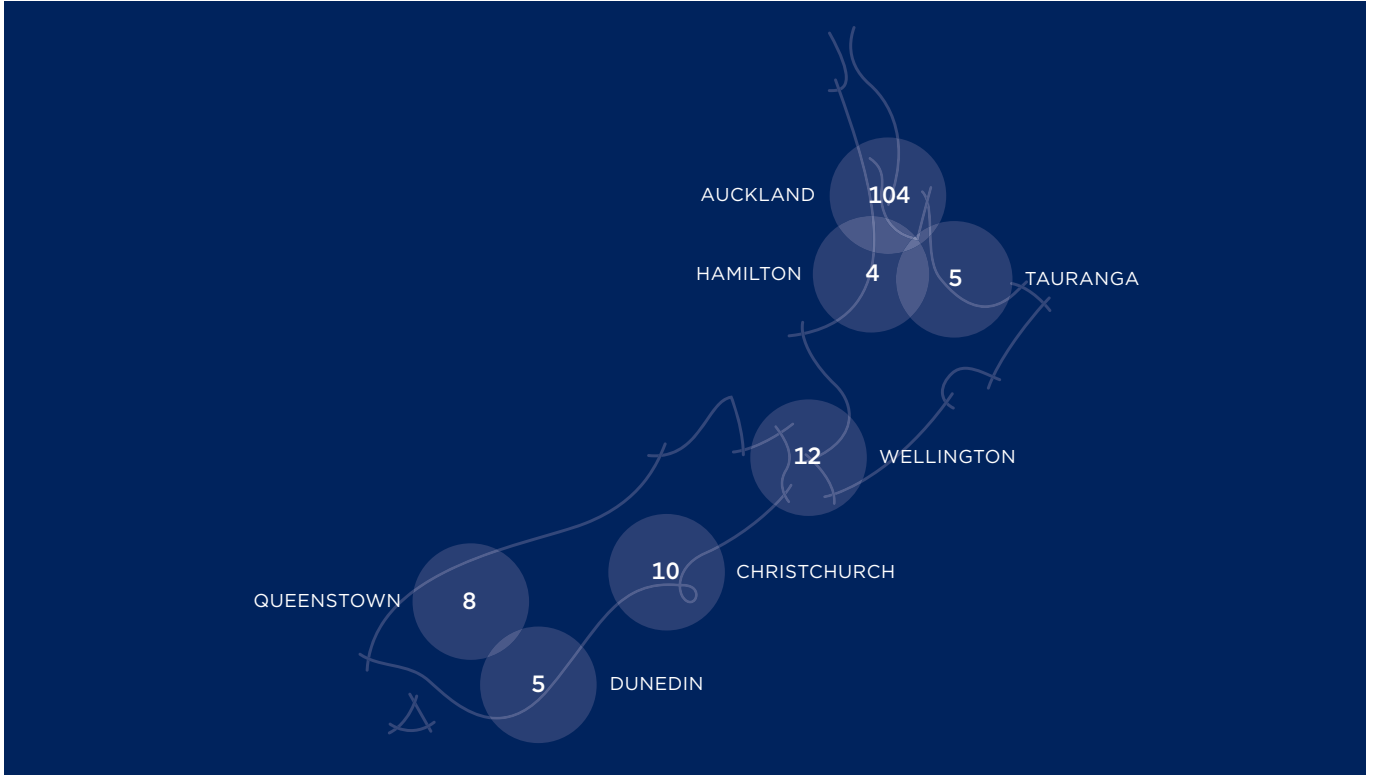 AUCKLAND 104
HAMILTON 4
5 TAURANGA
12 WELLINGTON
10 CHRISTCHURCH
QUEENSTOWN 8
5 DUNEDIN